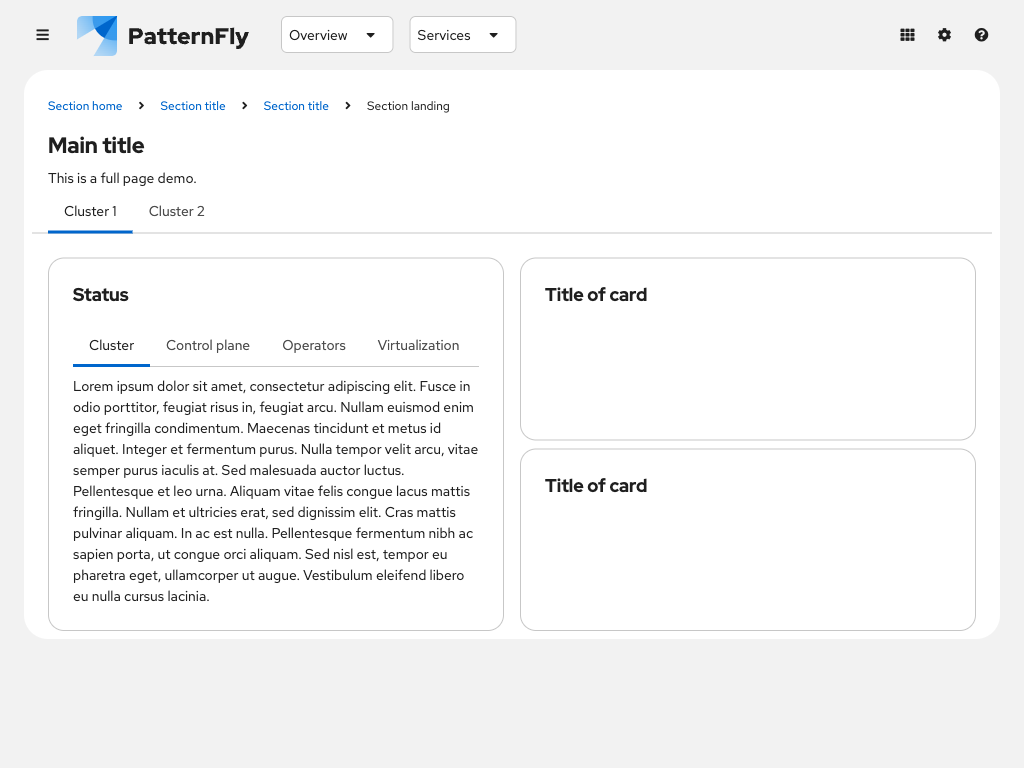 PatternFly
Overview
Services
Section home
Section title
Section title
Section landing
Main title
This is a full page demo.
Cluster 1
Cluster 2
Status
Cluster
Control plane
Operators
Virtualization
Lorem ipsum dolor sit amet, consectetur adipiscing elit. Fusce in
odio porttitor, feugiat risus in, feugiat arcu. Nullam euismod enim
eget fringilla condimentum. Maecenas tincidunt et metus id
aliquet. Integer et fermentum purus. Nulla tempor velit arcu, vitae
semper purus iaculis at. Sed malesuada auctor luctus.
Pellentesque et leo urna. Aliquam vitae felis congue lacus mattis
fringilla. Nullam et ultricies erat, sed dignissim elit. Cras mattis
pulvinar aliquam. In ac est nulla. Pellentesque fermentum nibh ac
sapien porta, ut congue orci aliquam. Sed nisl est, tempor eu
pharetra eget, ullamcorper ut augue. Vestibulum eleifend libero
eu nulla cursus lacinia.
Title of card
Title of card